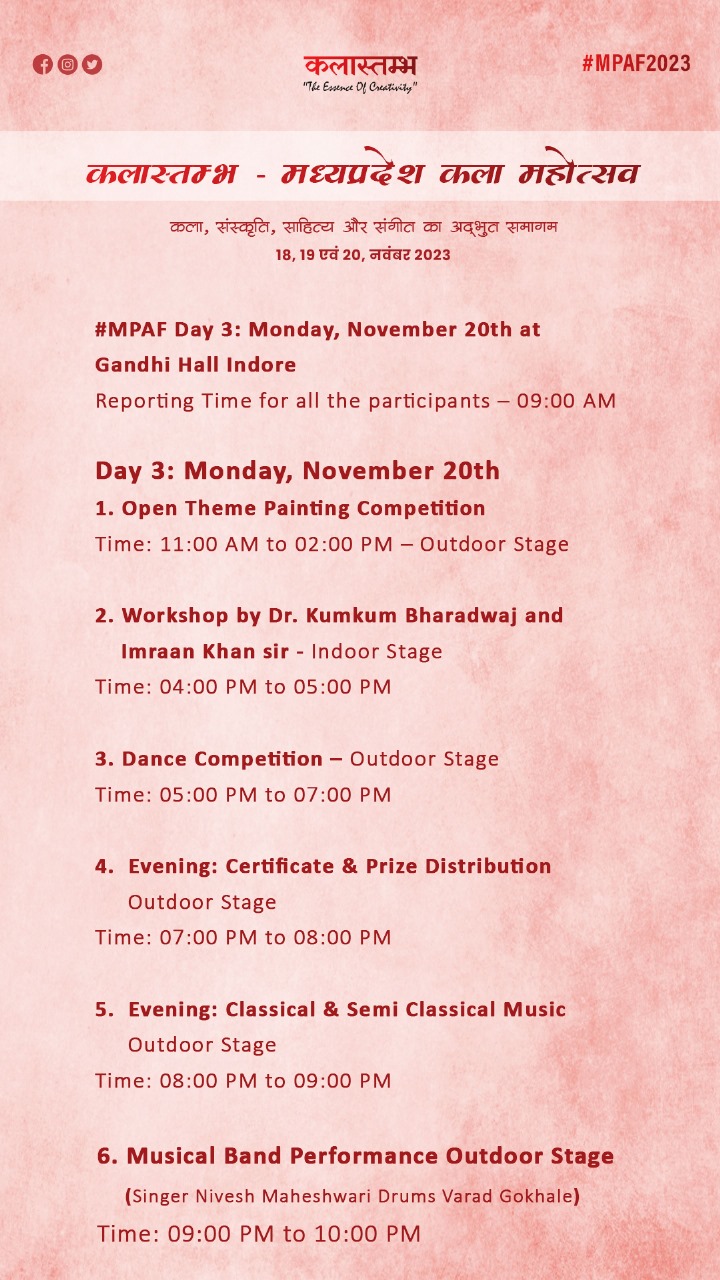 कलास्तम्भ
"The Essence Of Creativity"
#MPAF2023
कलास्तम्भ - मध्यप्रदेश कला महोत्सव
कला, संस्कृति, साहित्य और संगीत का अद्भुत समागम
18, 19 एवं 20, नवंबर 2023
#MPAF Day 3: Monday, November 20th at
Gandhi Hall Indore
Reporting Time for all the participants – 09:00 AM
Day 3: Monday, November 20th
1. Open Theme Painting Competition
Time: 11:00 AM to 02:00 PM – Outdoor Stage
2. Workshop by Dr. Kumkum Bharadwaj and
Imraan Khan sir - Indoor Stage
Time: 04:00 PM to 05:00 PM
3. Dance Competition – Outdoor Stage
Time: 05:00 PM to 07:00 PM
4. Evening: Certificate & Prize Distribution
Outdoor Stage
Time: 07:00 PM to 08:00 PM
5. Evening: Classical & Semi Classical Music
Outdoor Stage
Time: 08:00 PM to 09:00 PM
6. Musical Band Performance Outdoor Stage
(Singer Nivesh Maheshwari Drums Varad Gokhale)
Time: 09:00 PM to 10:00 PM